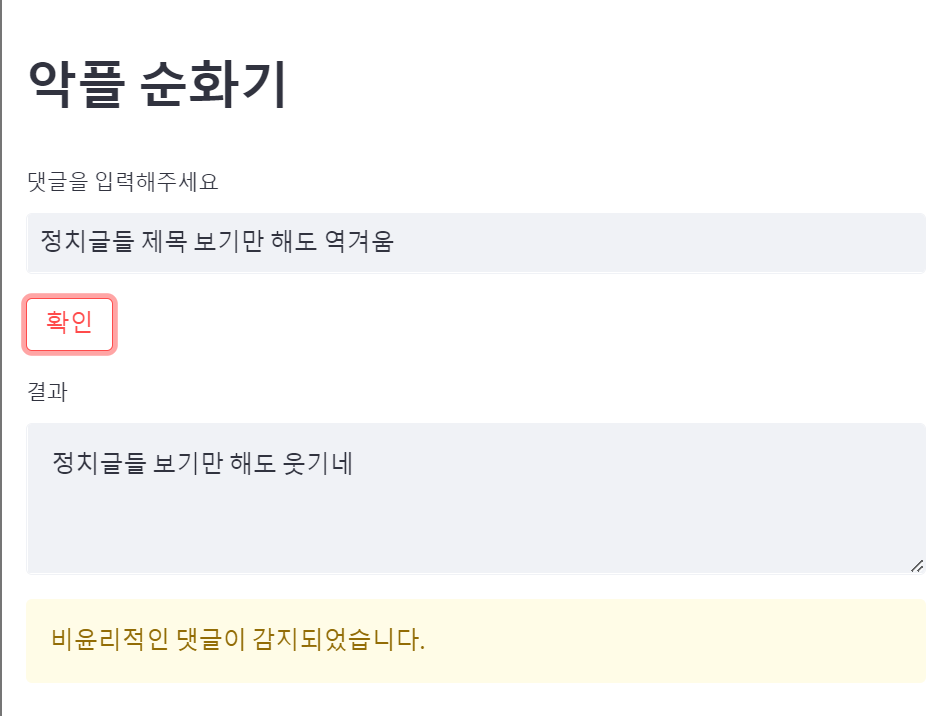 악플 순화기
댓글을 입력해주세요
정치글들 제목 보기만 해도 역겨움
확인
결과
정치글들 보기만 해도 웃기네
비윤리적인 댓글이 감지되었습니다.